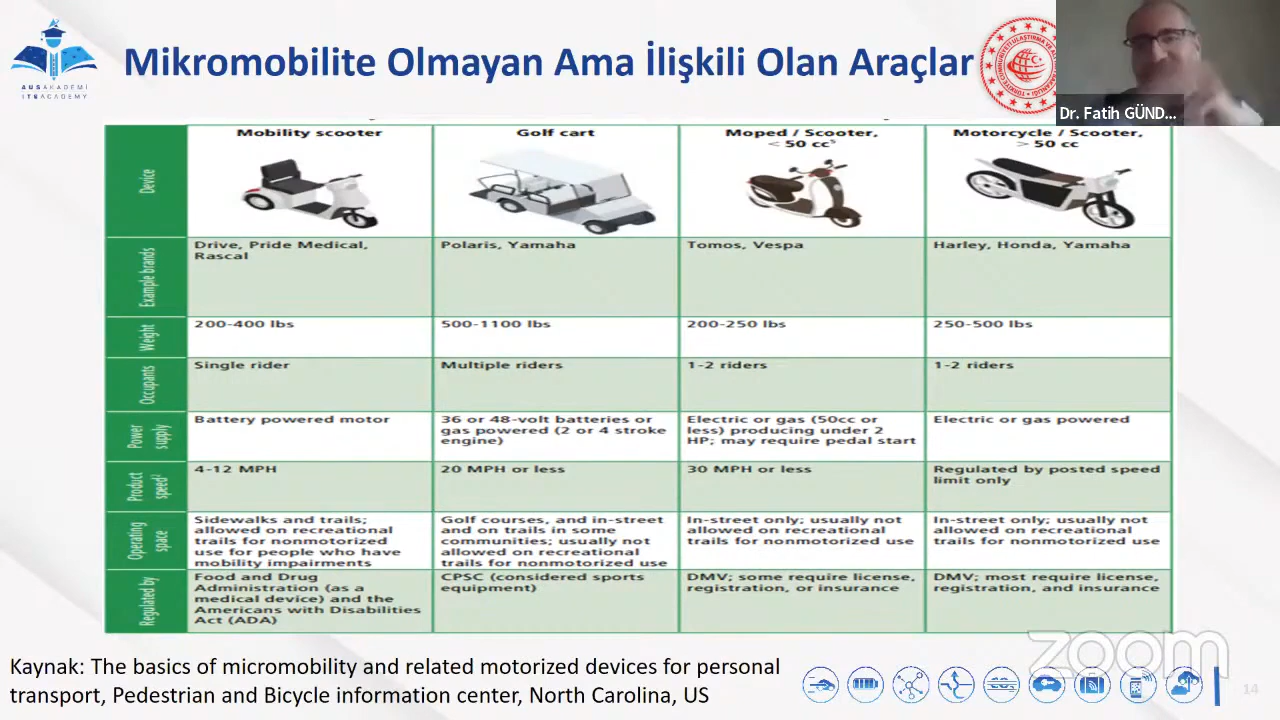 AUSAKADEMİ
ITSACADEMY
Mikromobilite Olmayan Ama İlişkili Olan Araçlar
Dr. Fatih GÜND...
Device
Mobility scooter
Golf cart
Moped / Scooter,
< 50 cc⁵
Motorcycle / Scooter,
> 50 cc
Example brands
Drive, Pride Medical,
Rascal
Polaris, Yamaha
Tomos, Vespa
Harley, Honda, Yamaha
Weight
200-400 lbs
500-1100 lbs
200-250 lbs
250-500 lbs
Occupants
Single rider
Multiple riders
1-2 riders
1-2 riders
Power
supply
Battery powered motor
36 or 48-volt batteries or
gas powered (2 or 4 stroke
engine)
Electric or gas (50cc or
less) producing under 2
HP; may require pedal start
Electric or gas powered
Product
speed
4-12 MPH
20 MPH or less
30 MPH or less
Regulated by posted speed
limit only
Operating
space
Sidewalks and trails;
allowed on recreational
trails for nonmotorized
use for people who have
mobility impairments
Golf courses, and in-street
and on trails in some
communities; usually not
allowed on recreational
trails for nonmotorized use
In-street only; usually not
allowed on recreational
trails for nonmotorized use
In-street only; usually not
allowed on recreational
trails for nonmotorized use
Regulated by
Food and Drug
Administration (as a
medical device) and the
Americans with Disabilities
Act (ADA)
CPSC (considered sports
equipment)
DMV; some require license,
registration, or insurance
DMV; most require license,
registration, and insurance
Kaynak: The basics of micromobility and related motorized devices for personal
transport, Pedestrian and Bicycle information center, North Carolina, US
zoom
14